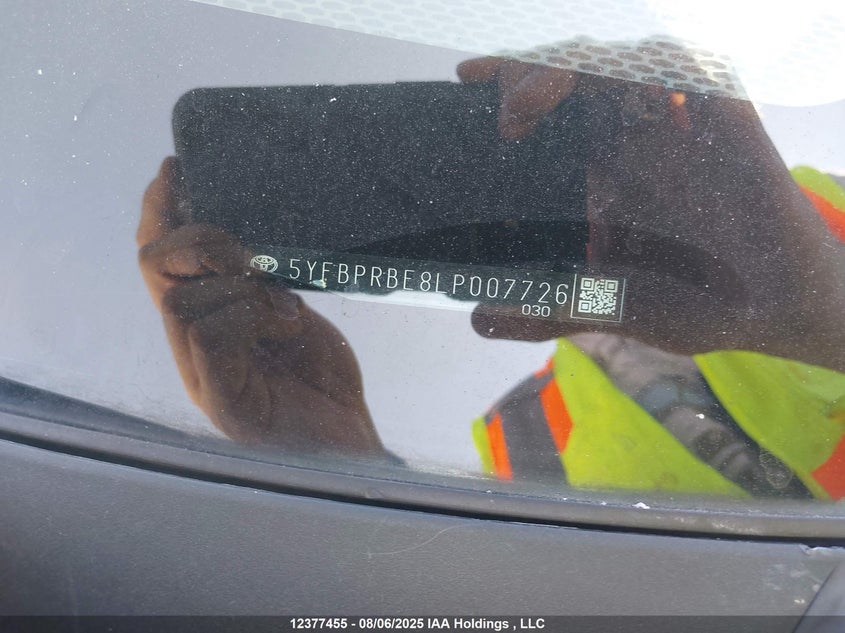 5YFBPRBE8LP007726
030
12377455 - 08/06/2025 IAA Holdings , LLC